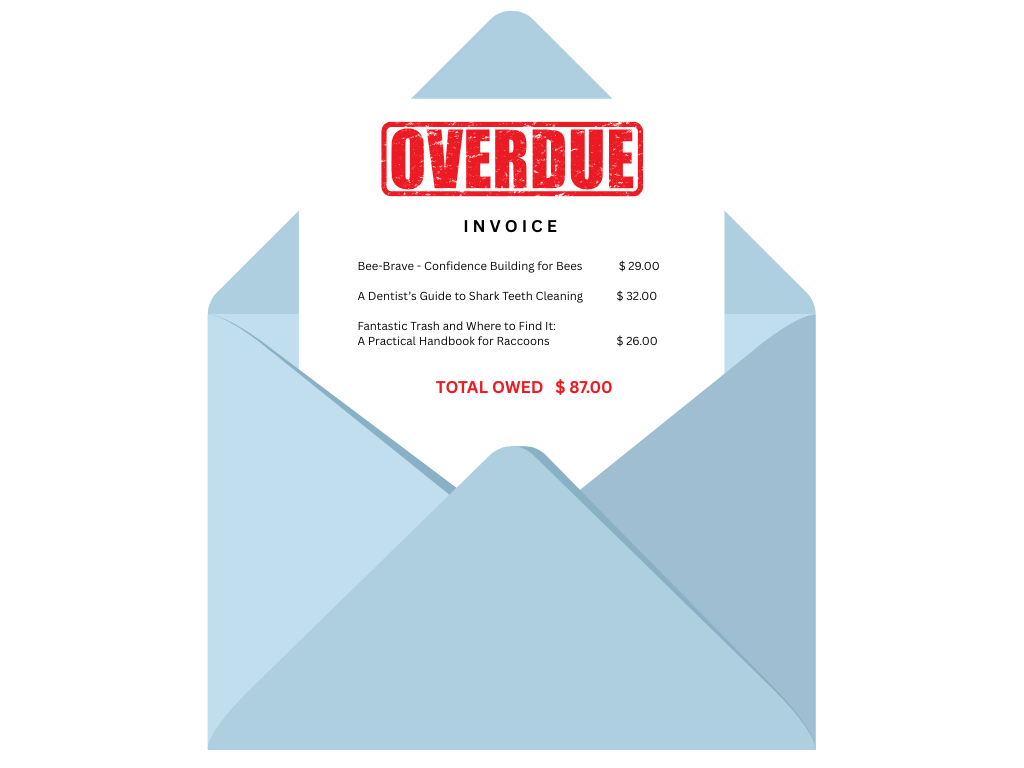 OVERDUE
INVOICE
Bee-Brave - Confidence Building for Bees $ 29.00
A Dentist’s Guide to Shark Teeth Cleaning $ 32.00
Fantastic Trash and Where to Find It:
A Practical Handbook for Raccoons $ 26.00
TOTAL OWED $ 87.00